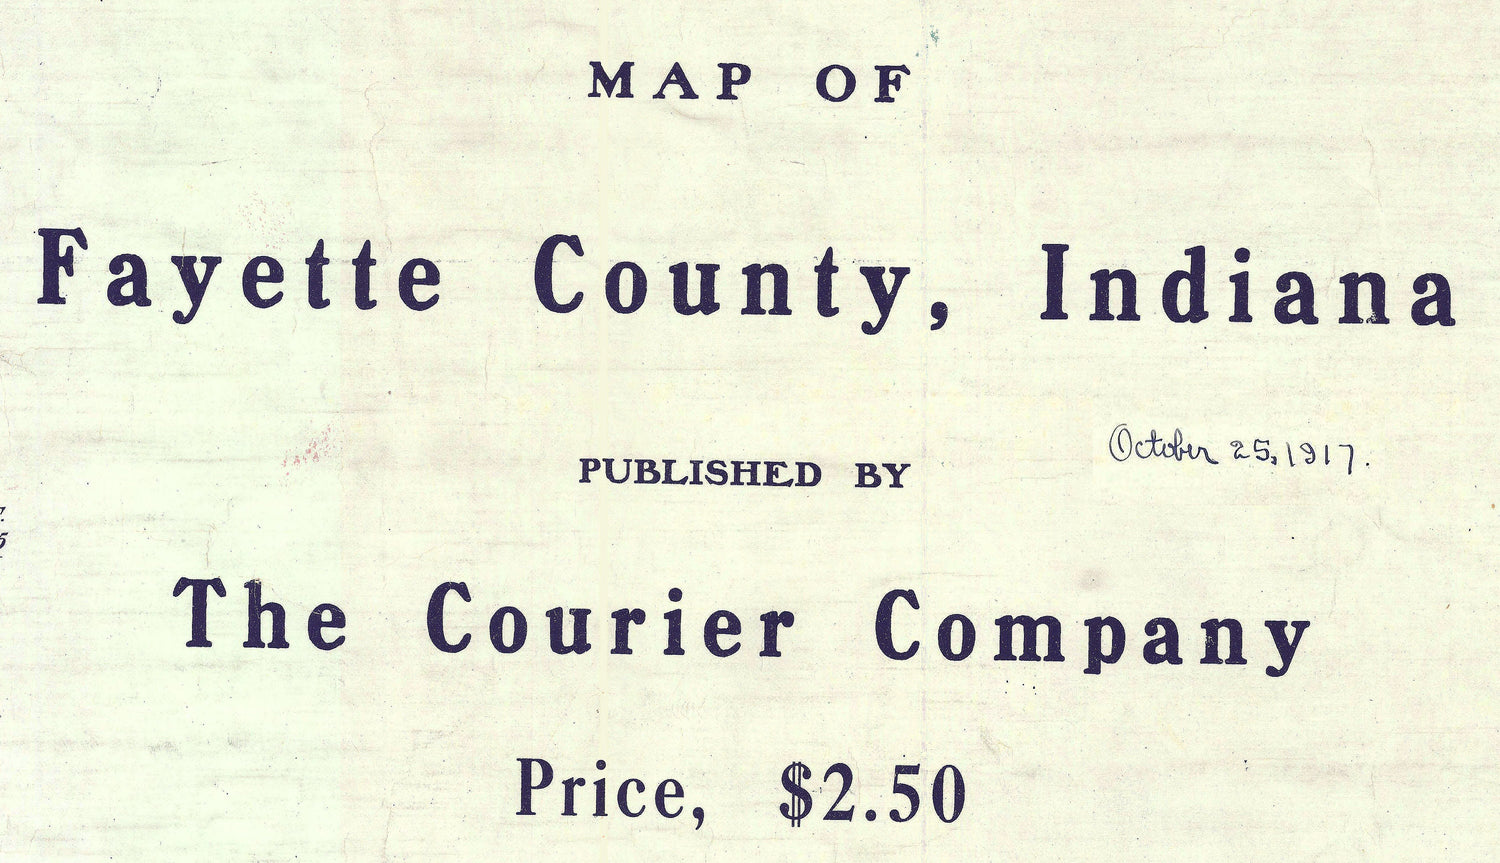 MAP OF
Fayette County, Indiana
October 25, 1917.
PUBLISHED BY
The Courier Company
Price, $2.50